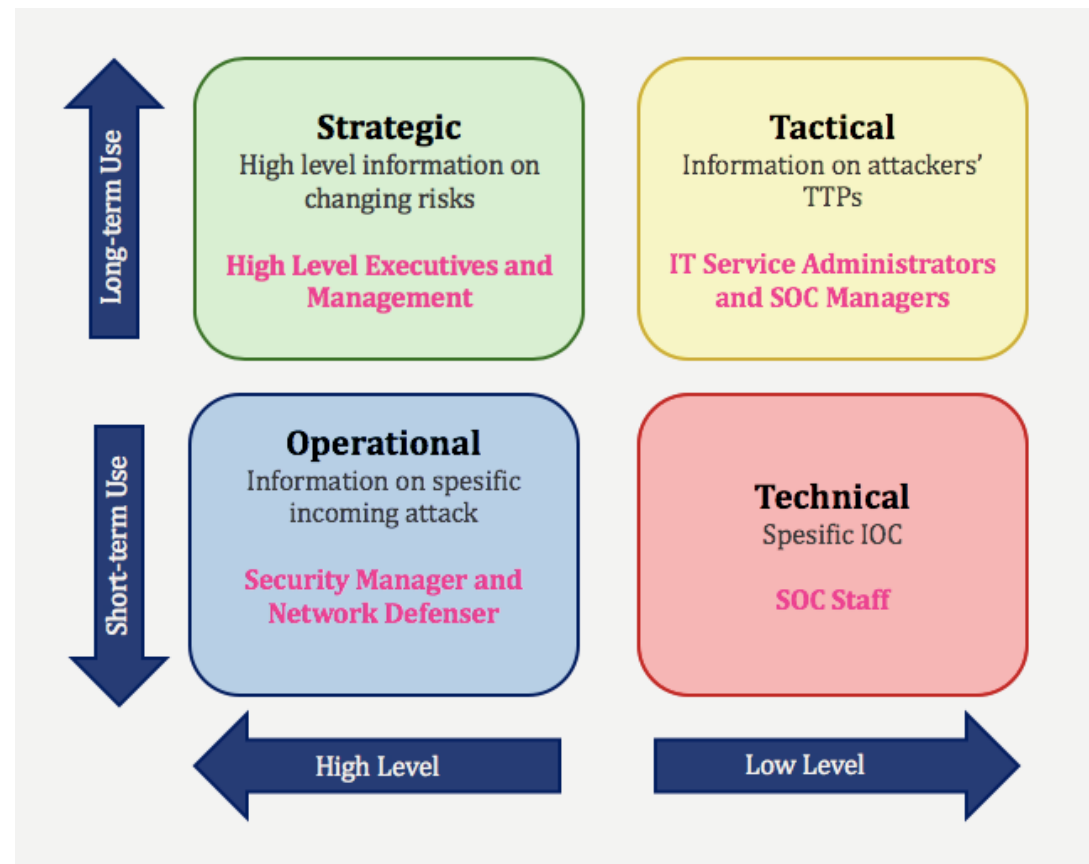 Long-term Use
Strategic
High level information on
changing risks
High Level Executives and
Management
Tactical
Information on attackers’
TTPs
IT Service Administrators
and SOC Managers
Short-term Use
Operational
Information on spesific
incoming attack
Security Manager and
Network Defenser
Technical
Spesific IOC
SOC Staff
High Level
Low Level